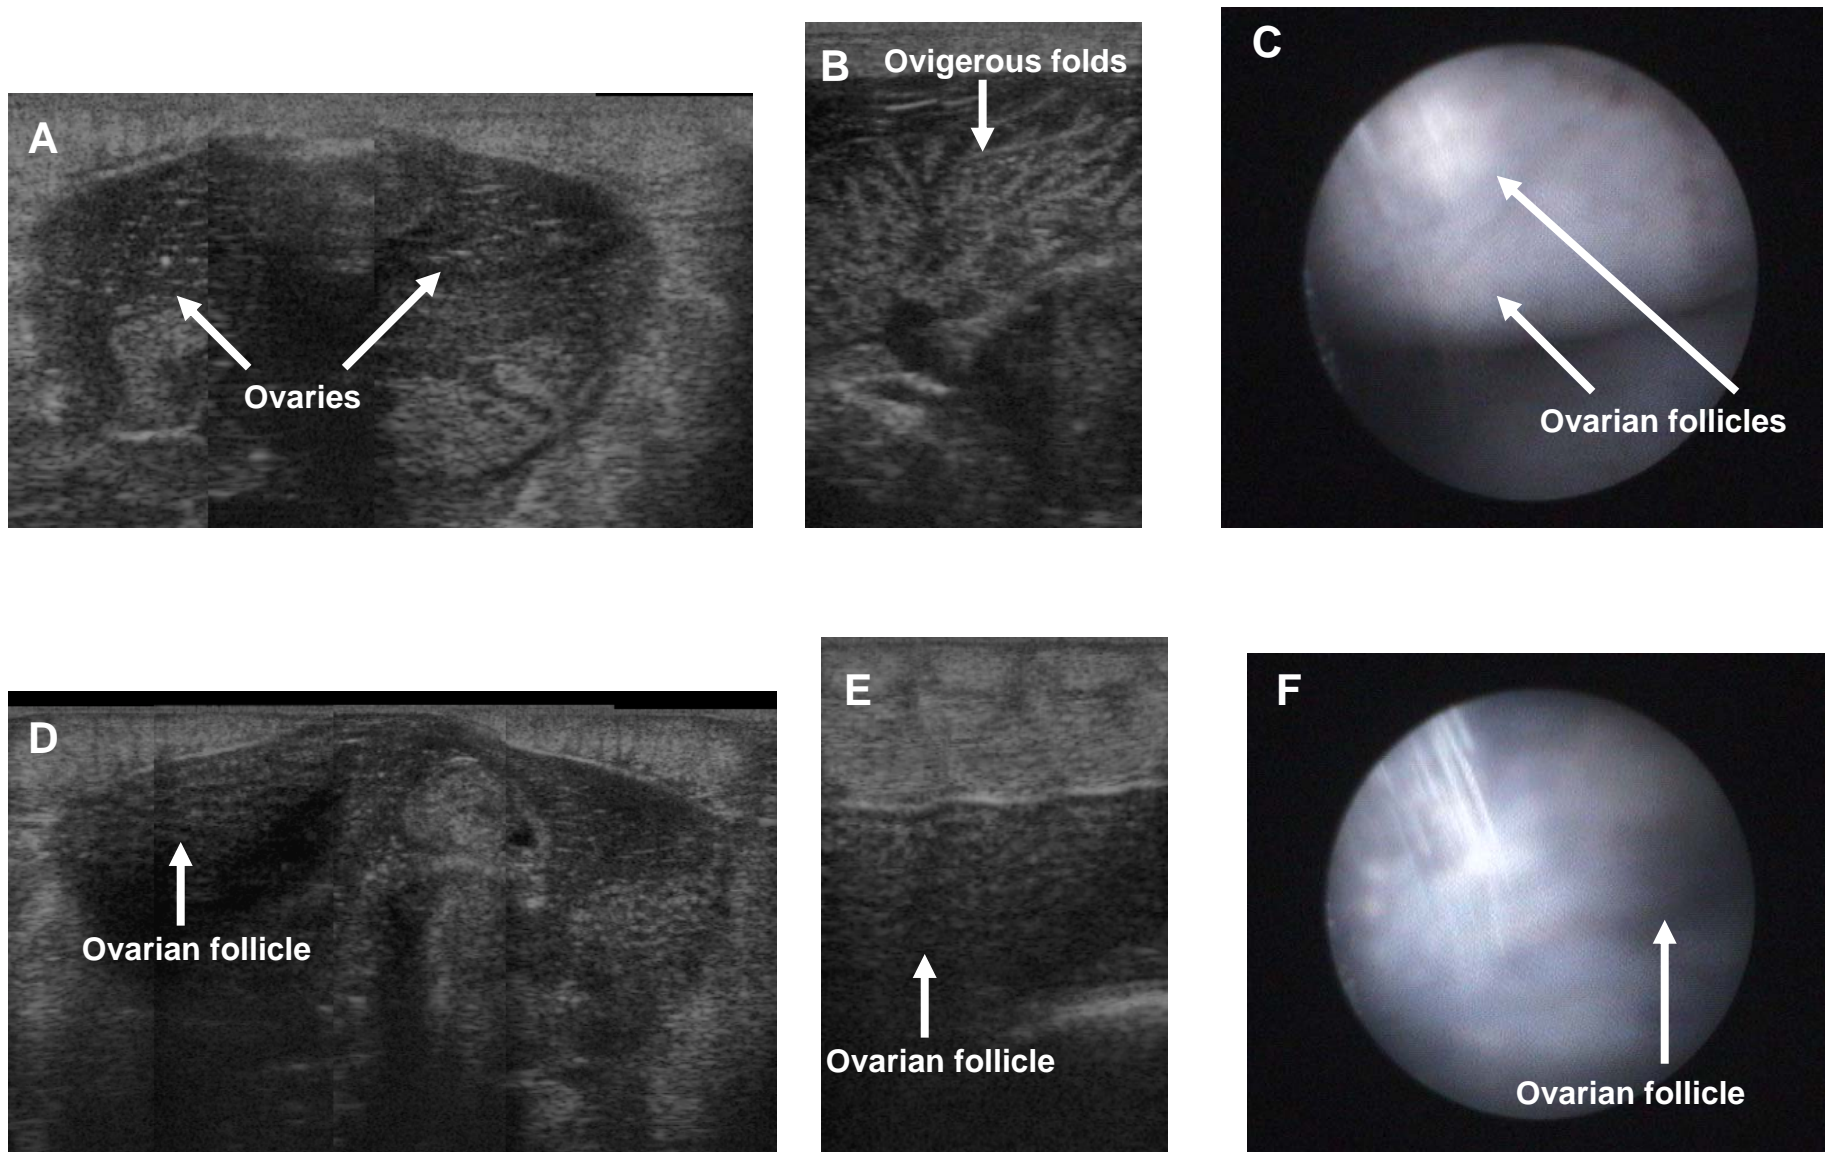 A
Ovaries
B
Ovigerous folds
C
Ovarian follicles
D
Ovarian follicle
E
Ovarian follicle
F
Ovarian follicle